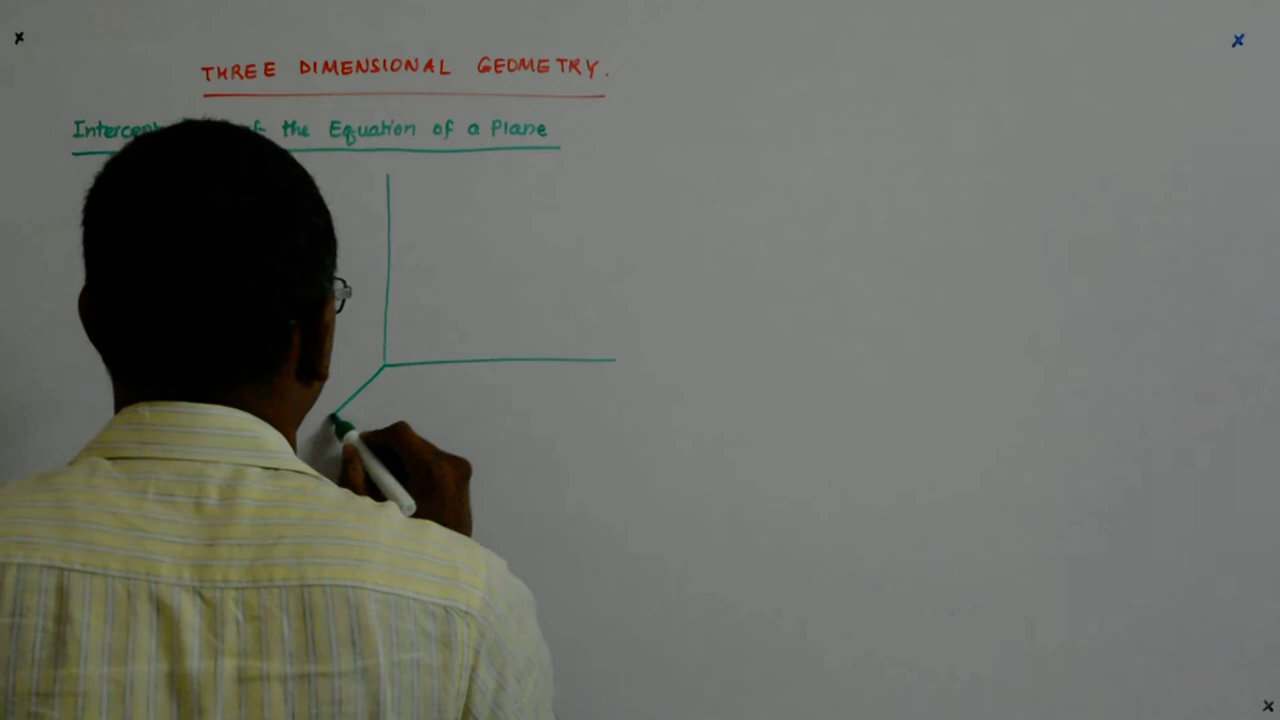 x
x
THREE DIMENSIONAL GEOMETRY.
the Equation of a Plane
x